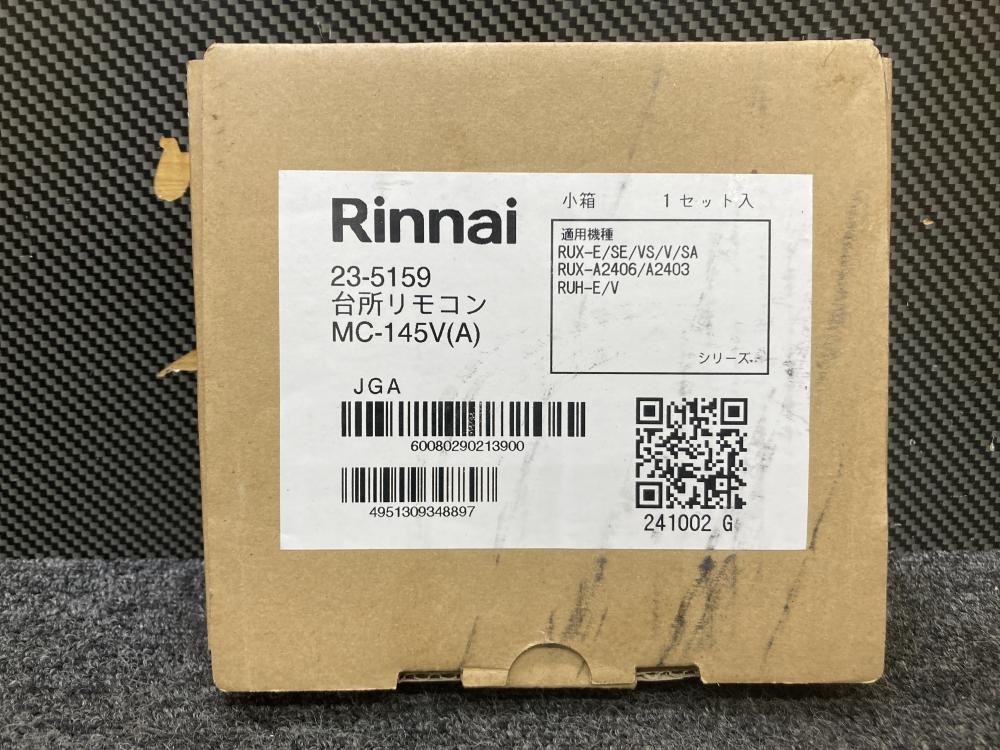 Rinnai
23-5159
台所リモコン
MC-145V(A)
小箱 1セット入
適用機種
RUX-E/SE/VS/V/SA
RUX-A2406/A2403
RUH-E/V
シリーズ
JGA
60080290213900
4951309348897
241002 G